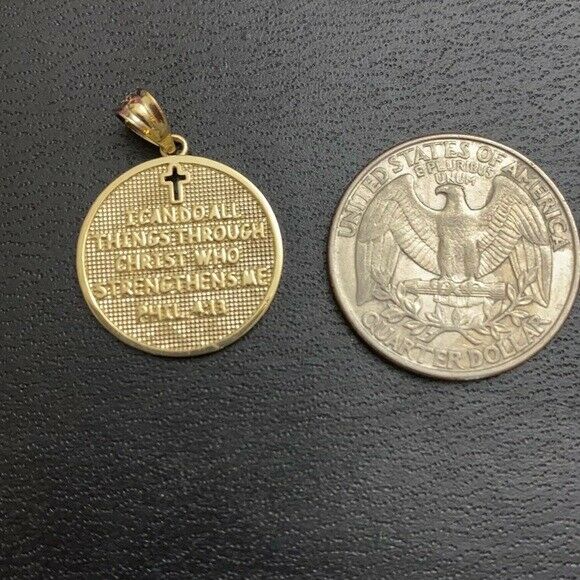 I CAN DO ALL
THINGS THROUGH
CHRIST WHO
STRENGTHENS ME
PHIL 4:13
UNITED STATES OF AMERICA
E PLURIBUS
UNUM
QUARTER DOLLAR